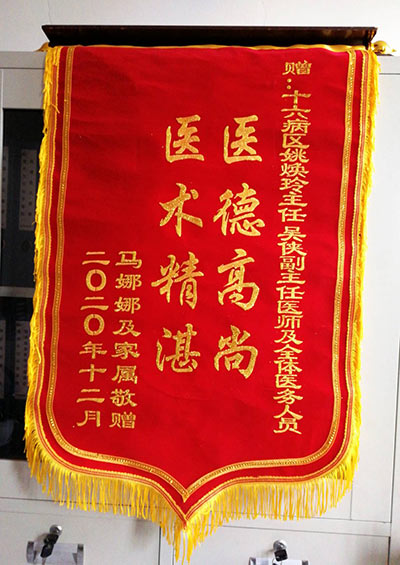 赠：十六病区姚焕玲主任 吴侠副主任医师及全体医务人员
医德高尚
医术精湛
马娜娜及家属敬赠
二〇二〇年十二月